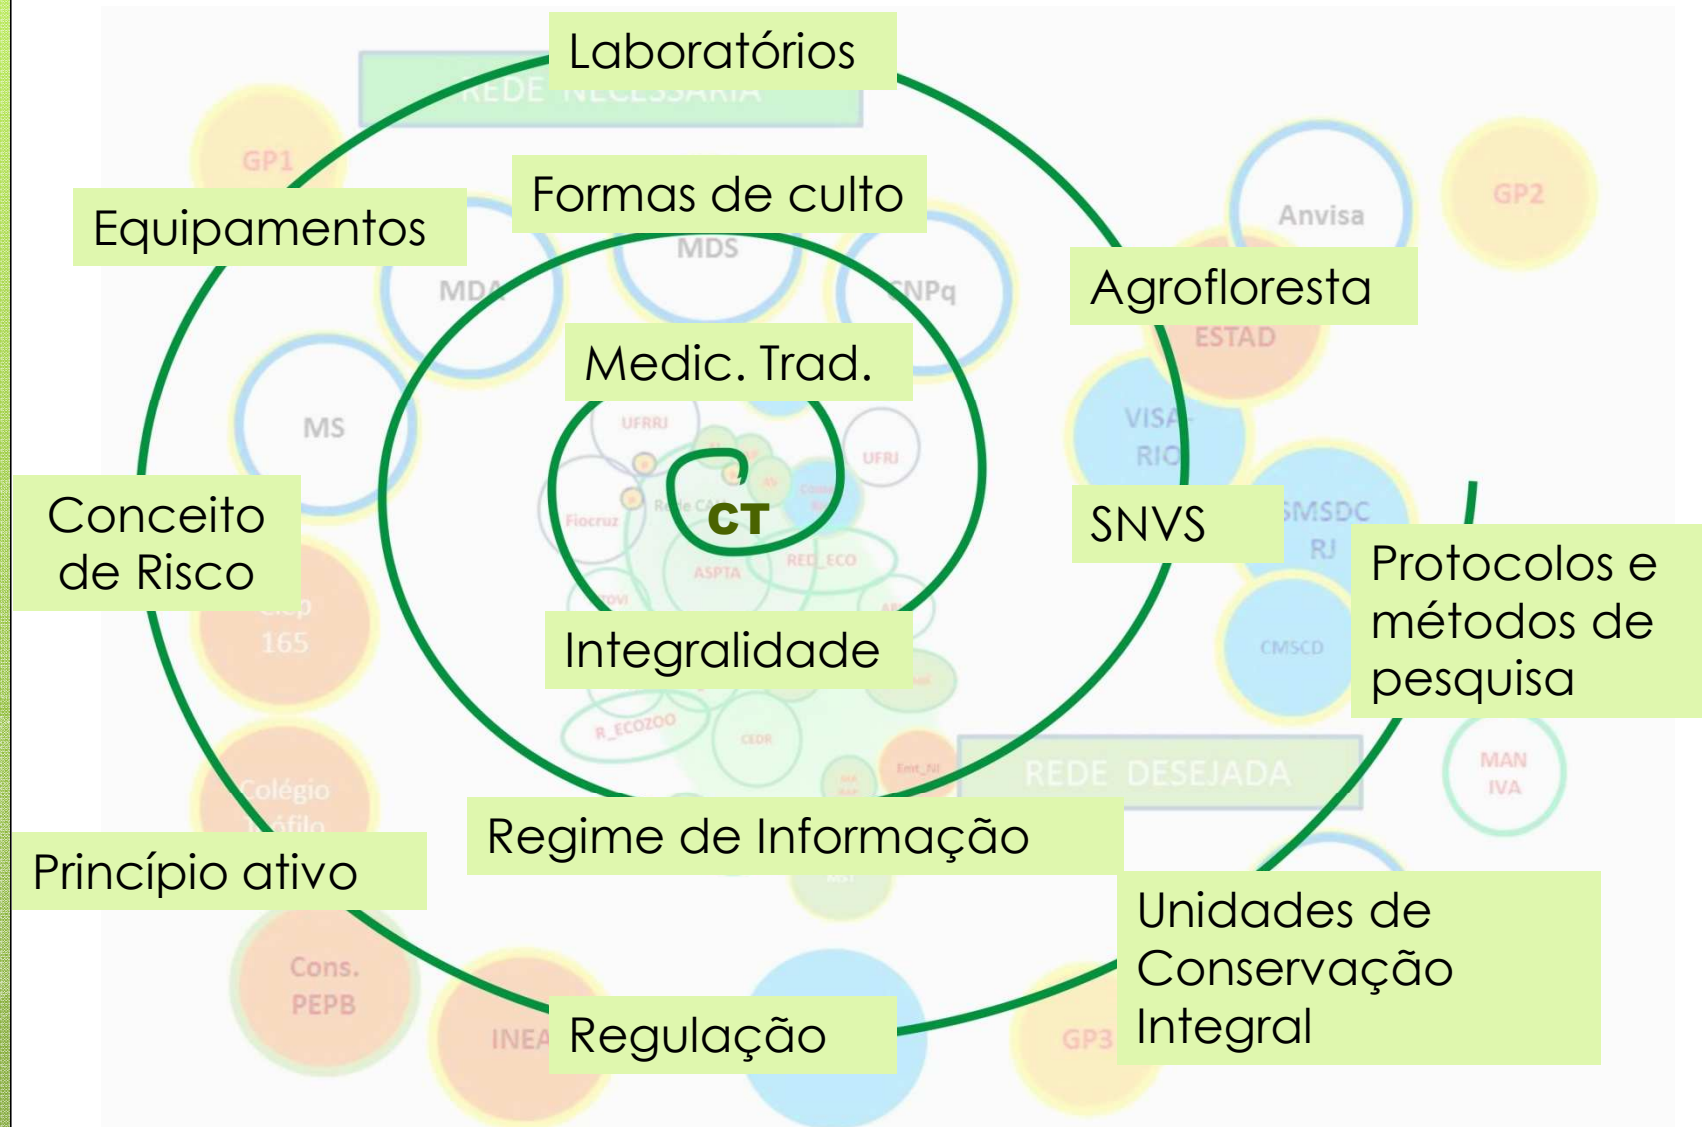 Laboratórios
REDE NECESSÁRIA
GP1
Formas de culto
GP2
Equipamentos
Anvisa
MDS
MDA
CNPq
Agrofloresta
ESTAD
Medic. Trad.
VISA-
RIO
MS
UFRRJ
UFRJ
Conceito
de Risco
Fiocruz
CT
SNVS
SMSDC
RJ
RED_ECO
ASPTA
Protocolos e
métodos de
pesquisa
165
Integralidade
CMSCD
R_ECOZOO
CEDR
Emt_NI
REDE DESEJADA
MAN
IVA
Colégio
Teófilo
Regime de Informação
Princípio ativo
MST
Unidades de
Conservação
Integral
Cons.
PEPB
INEA
Regulação
GP3